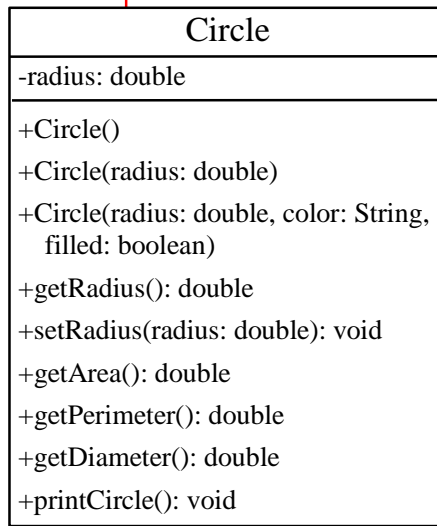 Circle
-radius: double
+Circle()
+Circle(radius: double)
+Circle(radius: double, color: String,
filled: boolean)
+getRadius(): double
+setRadius(radius: double): void
+getArea(): double
+getPerimeter(): double
+getDiameter(): double
+printCircle(): void